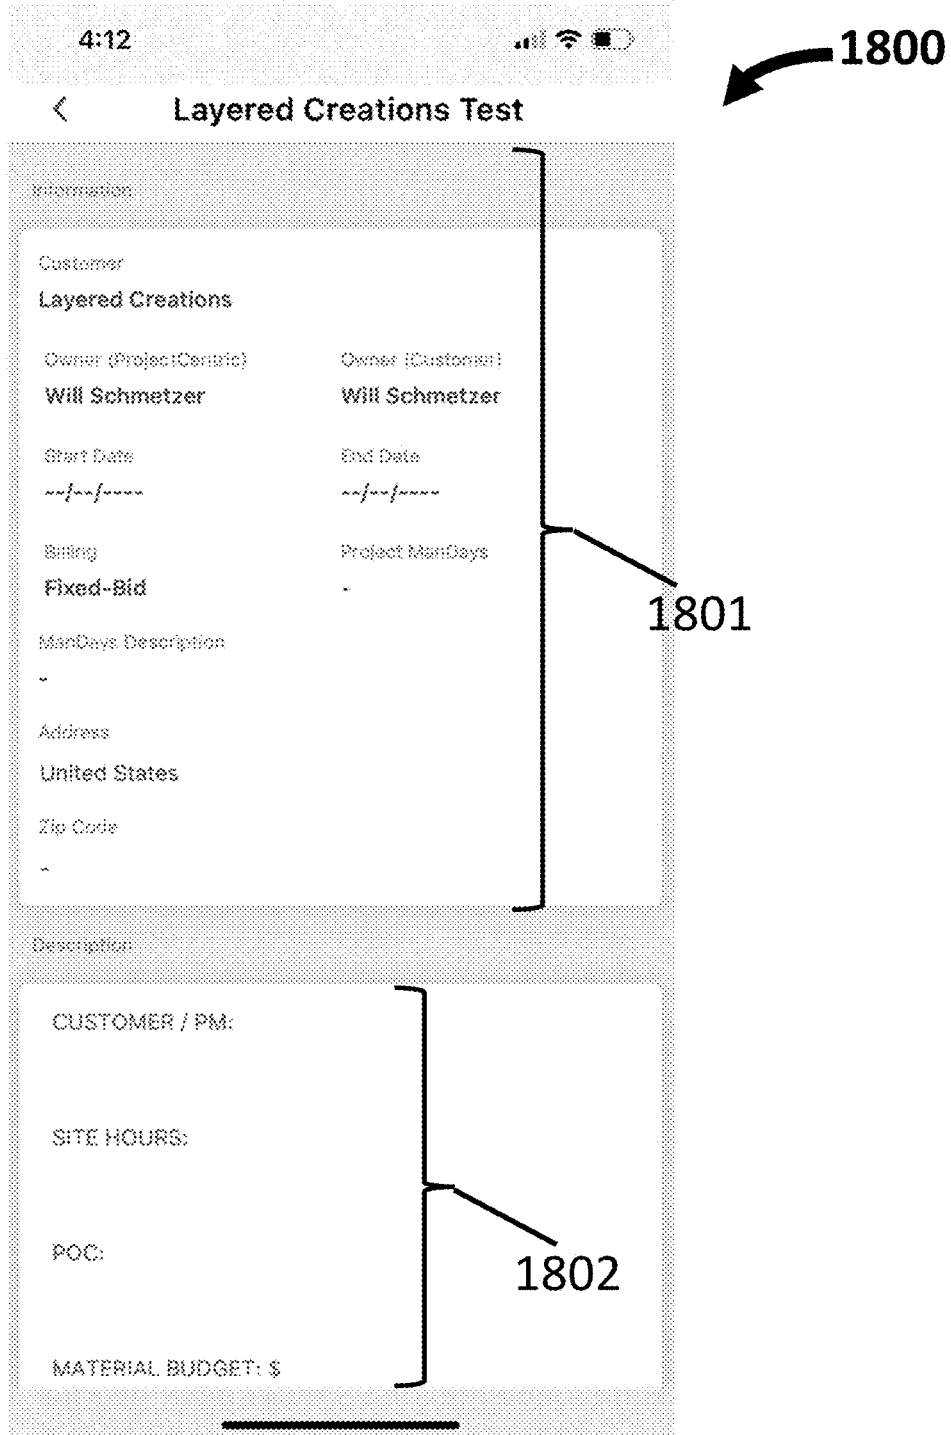 4:12
1800
Layered Creations Test
Information
Customer
Layered Creations
Owner (ProjectCentric) Owner (Customer)
Will Schmetzer Will Schmetzer
Start Date End Date
--/--/---- --/--/----
Billing Project ManDays
Fixed-Bid -
1801
ManDays Description
-
Address
United States
Zip Code
-
Description
CUSTOMER / PM:
SITE HOURS:
POC:
1802
MATERIAL BUDGET: $